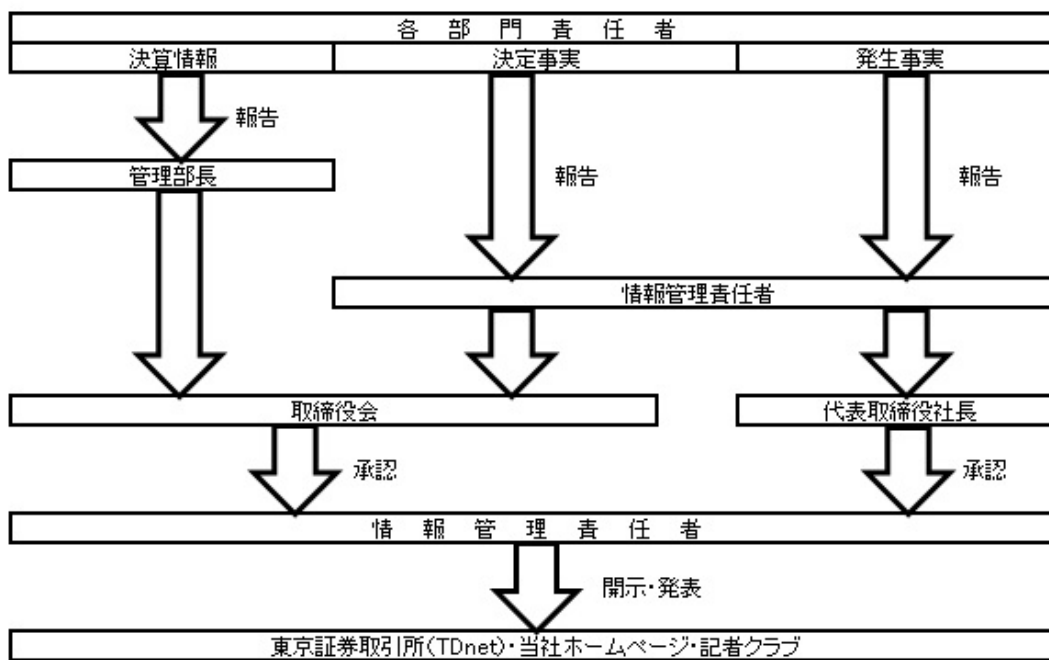 各部門責任者
決算情報 決定事実 発生事実
報告
管理部長
報告 報告
情報管理責任者
取締役会 代表取締役社長
承認 承認
情報管理責任者
開示・発表
東京証券取引所(TDnet)・当社ホームページ・記者クラブ